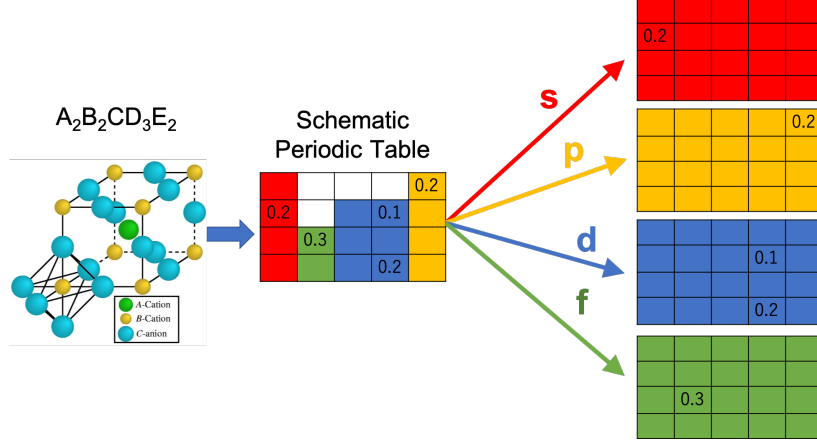 A₂B₂CD₃E₂
A-Cation
B-Cation
C-anion
Schematic
Periodic Table
0.2
0.2
0.1
0.3
0.2
s
p
d
f
0.2
0.2
0.1
0.2
0.3